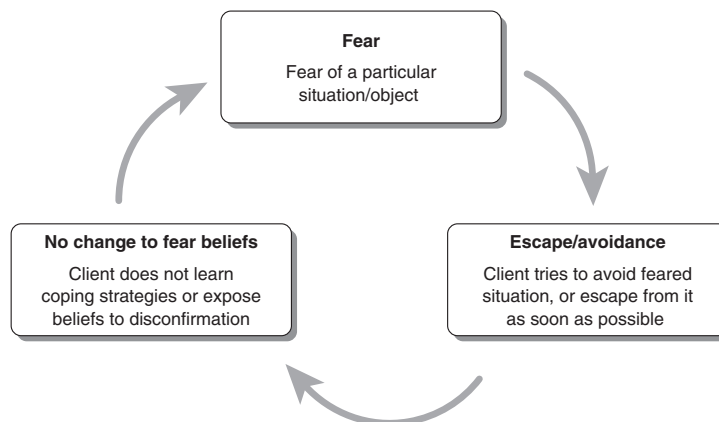 Fear
Fear of a particular
situation/object
No change to fear beliefs
Client does not learn
coping strategies or expose
beliefs to disconfirmation
Escape/avoidance
Client tries to avoid feared
situation, or escape from it
as soon as possible